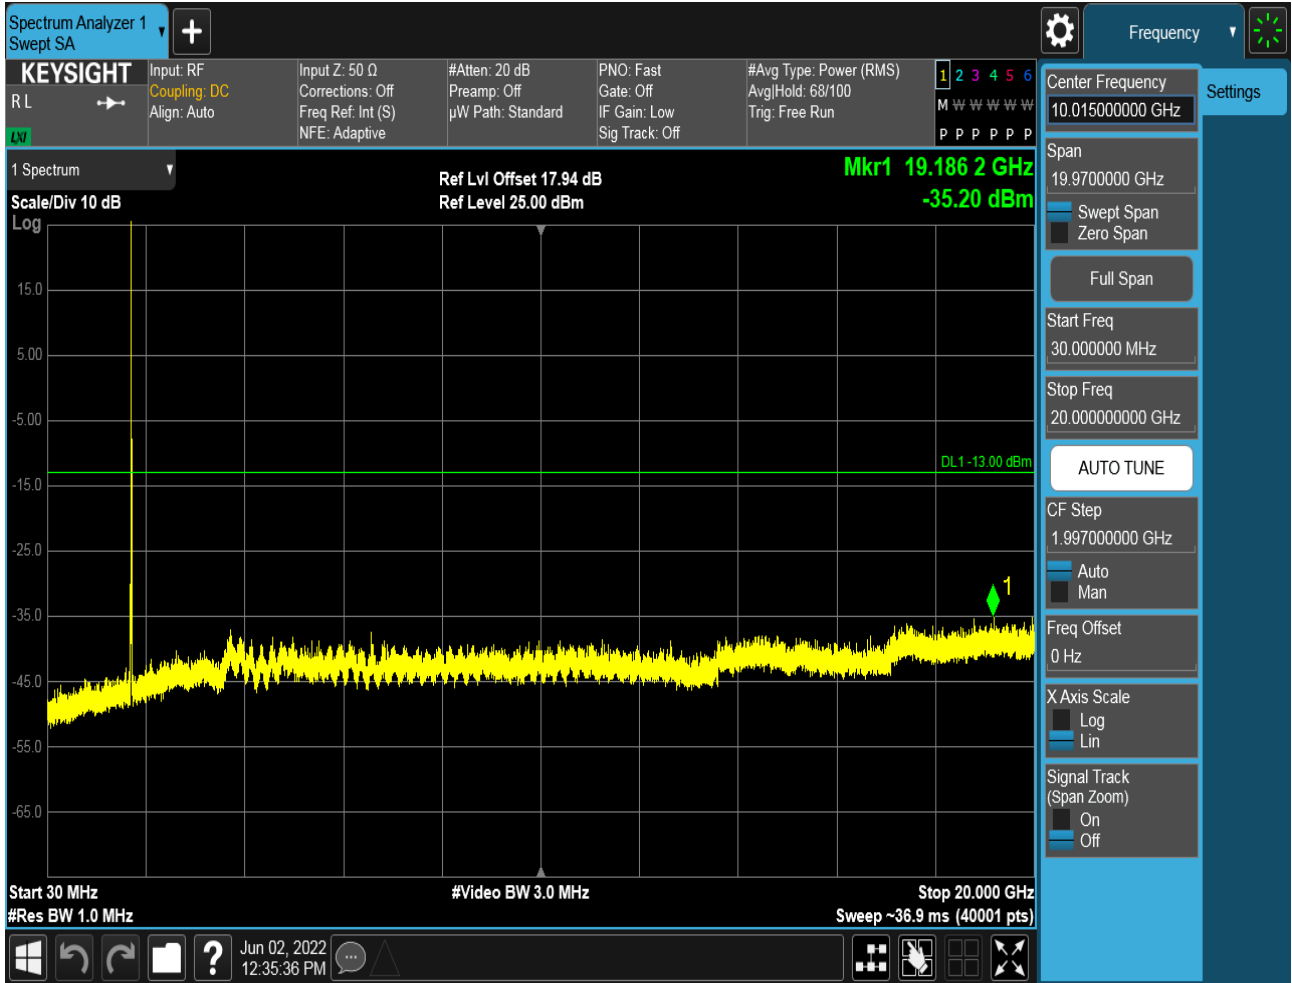 Spectrum Analyzer 1
Swept SA
Frequency
KEYSIGHT
R L
LXI
Input: RF
Coupling: DC
Align: Auto
Input Z: 50 Ω
Corrections: Off
Freq Ref: Int (S)
NFE: Adaptive
#Atten: 20 dB
Preamp: Off
µW Path: Standard
PNO: Fast
Gate: Off
IF Gain: Low
Sig Track: Off
#Avg Type: Power (RMS)
Avg|Hold: 68/100
Trig: Free Run
1 2 3 4 5 6
M W W W W W
P P P P P P
1 Spectrum
Scale/Div 10 dB
Log
Ref Lvl Offset 17.94 dB
Ref Level 25.00 dBm
Mkr1 19.186 2 GHz
-35.20 dBm
15.0
5.00
-5.00
DL1 -13.00 dBm
-15.0
-25.0
1
-35.0
-45.0
-55.0
-65.0
Start 30 MHz
#Res BW 1.0 MHz
#Video BW 3.0 MHz
Stop 20.000 GHz
Sweep ~36.9 ms (40001 pts)
Jun 02, 2022
12:35:36 PM
Center Frequency
10.015000000 GHz
Settings
Span
19.9700000 GHz
Swept Span
Zero Span
Full Span
Start Freq
30.000000 MHz
Stop Freq
20.000000000 GHz
AUTO TUNE
CF Step
1.997000000 GHz
Auto
Man
Freq Offset
0 Hz
X Axis Scale
Log
Lin
Signal Track
(Span Zoom)
On
Off